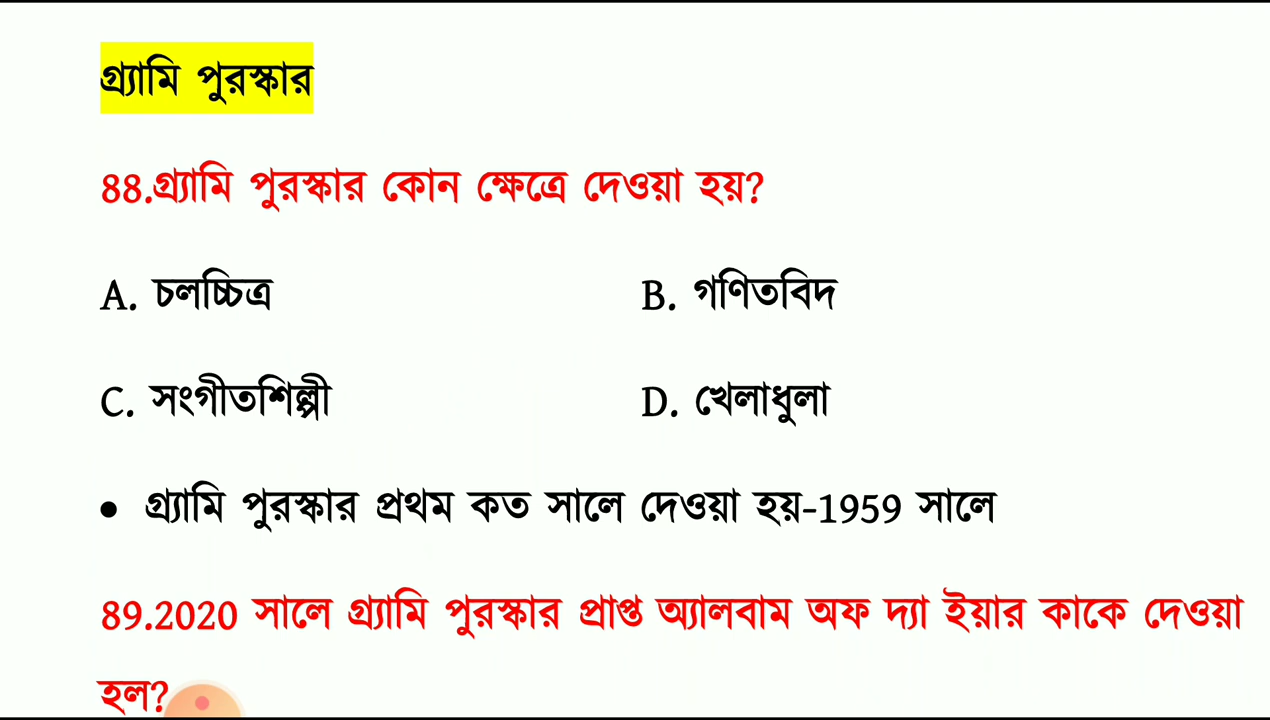 গ্র্যামি পুরস্কার
88.গ্র্যামি পুরস্কার কোন ক্ষেত্রে দেওয়া হয়?
A. চলচ্চিত্র B. গণিতবিদ
C. সংগীতশিল্পী D. খেলাধুলা
• গ্র্যামি পুরস্কার প্রথম কত সালে দেওয়া হয়-1959 সালে
89.2020 সালে গ্র্যামি পুরস্কার প্রাপ্ত অ্যালবাম অফ দ্যা ইয়ার কাকে দেওয়া
হল?